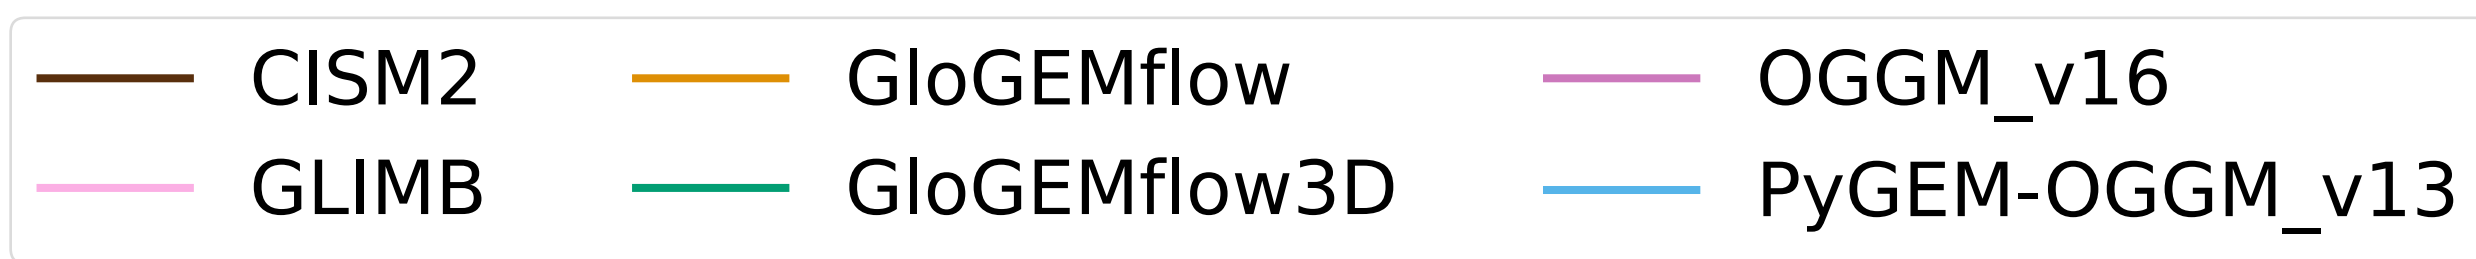 CISM2 GloGEMflow OGGM_v16
GLIMB GloGEMflow3D PyGEM-OGGM_v13